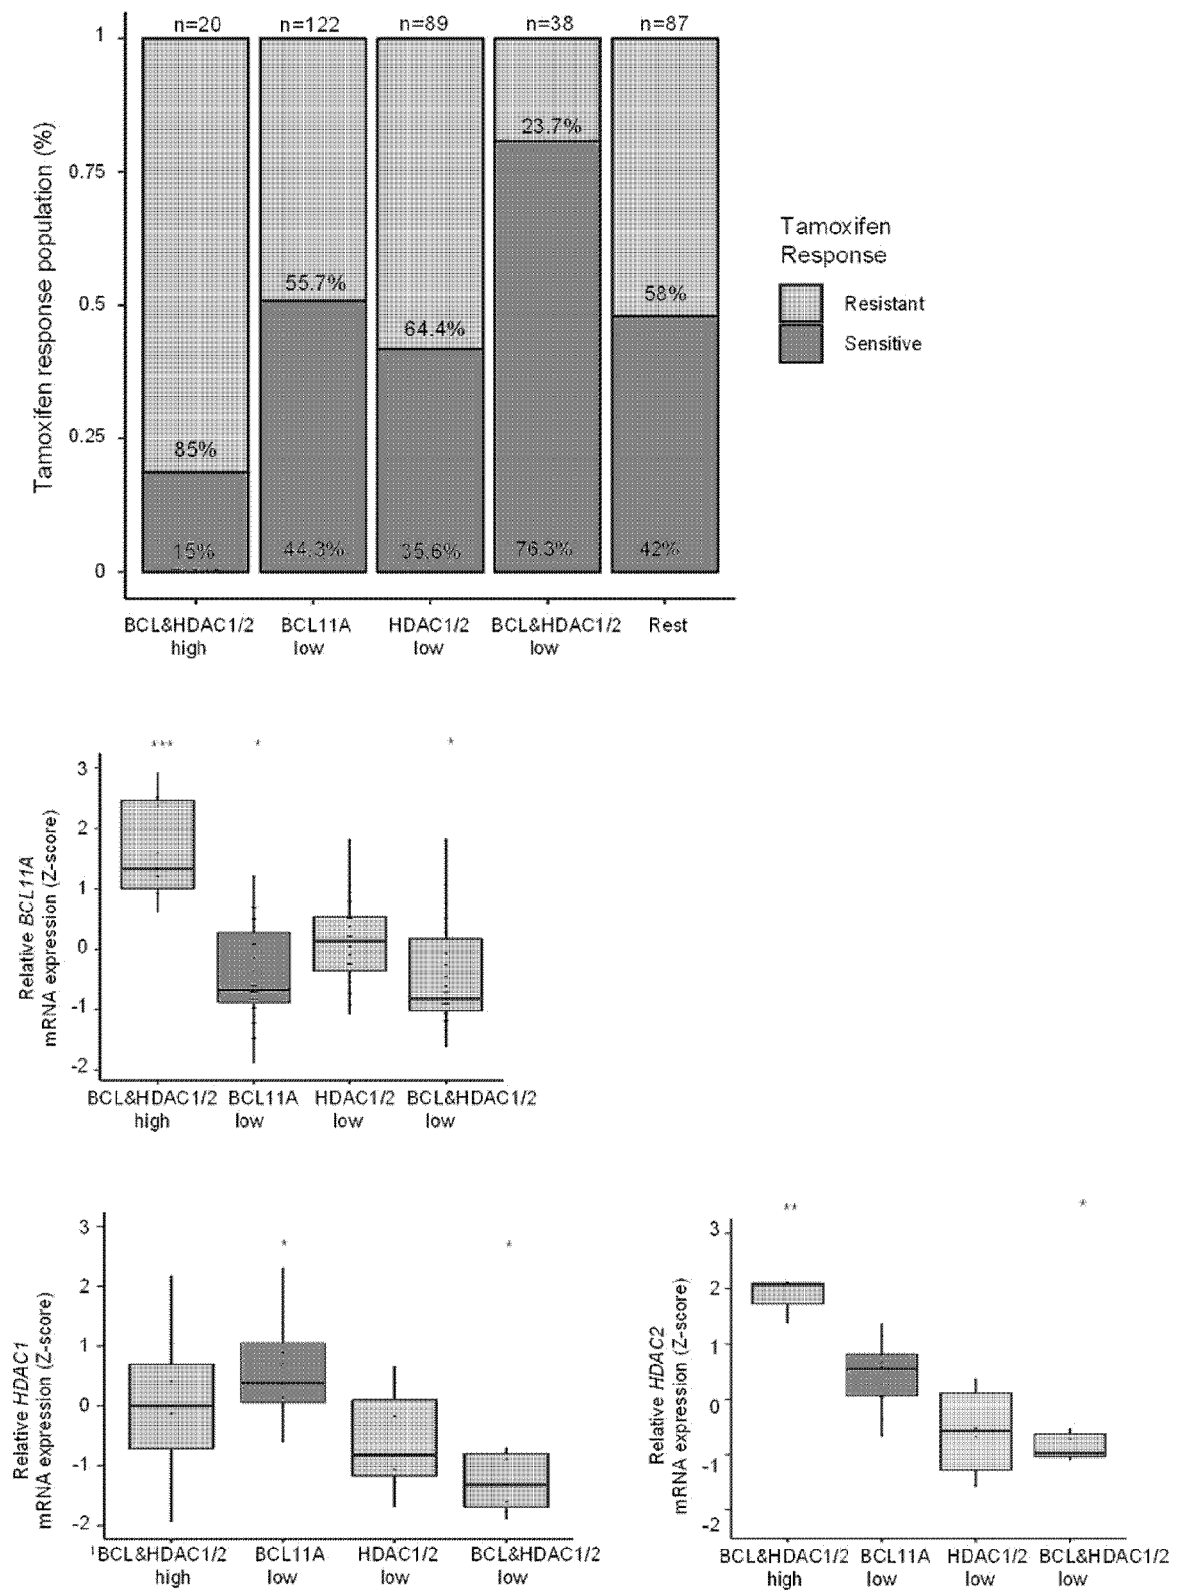 n=20 n=122 n=89 n=38 n=87
1
0.75
0.5
0.25
0
Tamoxifen response population (%)
23.7%
55.7%
58%
64.4%
85%
15% 44.3% 35.6% 76.3% 42%
BCL&HDAC1/2 BCL11A HDAC1/2 BCL&HDAC1/2 Rest
high low low low
Tamoxifen
Response
Resistant
Sensitive
*** * *
3
2
1
0
-1
-2
Relative BCL11A
mRNA expression (Z-score)
BCL&HDAC1/2 BCL11A HDAC1/2 BCL&HDAC1/2
high low low low
* *
3
2
1
0
-1
-2
Relative HDAC1
mRNA expression (Z-score)
BCL&HDAC1/2 BCL11A HDAC1/2 BCL&HDAC1/2
high low low low
** *
3
2
1
0
-1
-2
Relative HDAC2
mRNA expression (Z-score)
BCL&HDAC1/2 BCL11A HDAC1/2 BCL&HDAC1/2
high low low low